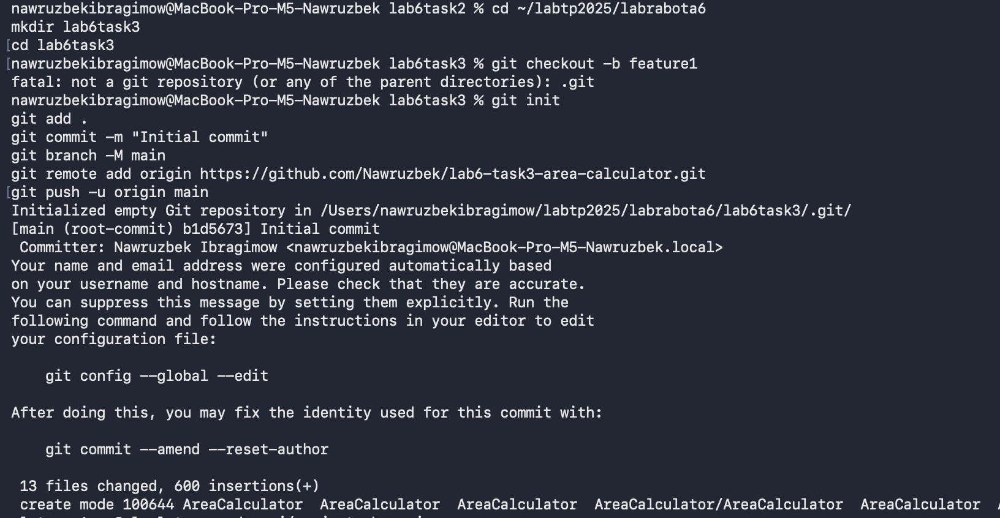 nawruzbekibragimow@MacBook-Pro-M5-Nawruzbek lab6task2 % cd ~/labtp2025/labrabota6
mkdir lab6task3
[cd lab6task3
[nawruzbekibragimow@MacBook-Pro-M5-Nawruzbek lab6task3 % git checkout -b feature1
fatal: not a git repository (or any of the parent directories): .git
nawruzbekibragimow@MacBook-Pro-M5-Nawruzbek lab6task3 % git init
git add .
git commit -m "Initial commit"
git branch -M main
git remote add origin https://github.com/Nawruzbek/lab6-task3-area-calculator.git
[git push -u origin main
Initialized empty Git repository in /Users/nawruzbekibragimow/labtp2025/labrabota6/lab6task3/.git/
[main (root-commit) b1d5673] Initial commit
 Committer: Nawruzbek Ibragimow <nawruzbekibragimow@MacBook-Pro-M5-Nawruzbek.local>
Your name and email address were configured automatically based
on your username and hostname. Please check that they are accurate.
You can suppress this message by setting them explicitly. Run the
following command and follow the instructions in your editor to edit
your configuration file:
    git config --global --edit
After doing this, you may fix the identity used for this commit with:
    git commit --amend --reset-author
 13 files changed, 600 insertions(+)
 create mode 100644 AreaCalculator  AreaCalculator  AreaCalculator  AreaCalculator/AreaCalculator  AreaCalculator